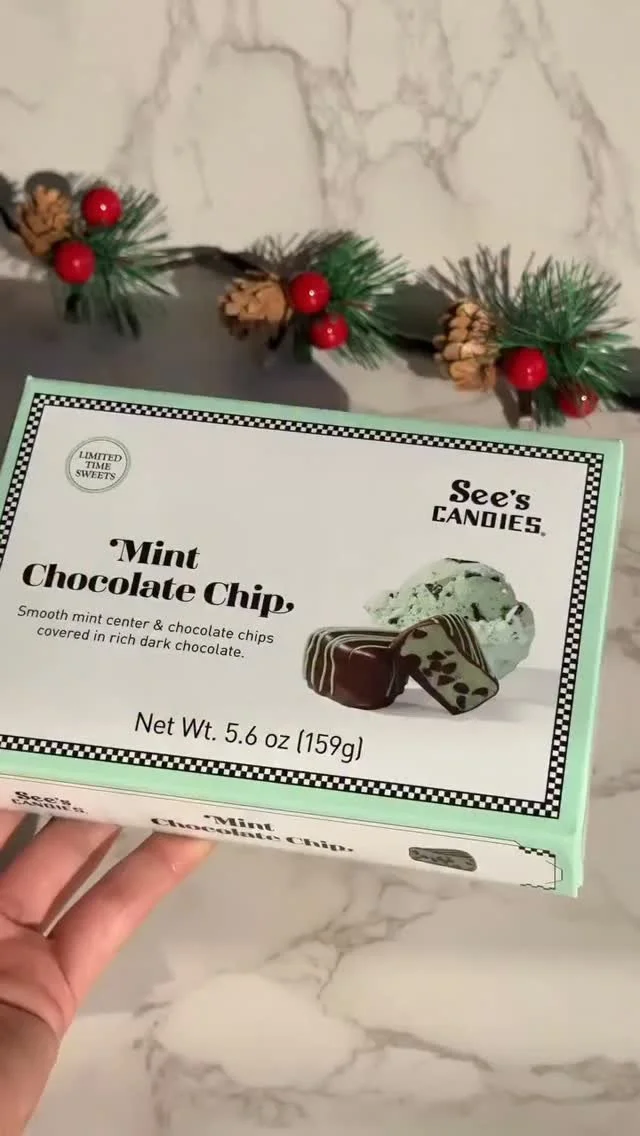 LIMITED
TIME
SWEETS
See's
CANDIES®
Mint
Chocolate Chip
Smooth mint center & chocolate chips
covered in rich dark chocolate.
Net Wt. 5.6 oz (159g)
See's
CANDIES®
Mint
Chocolate Chip